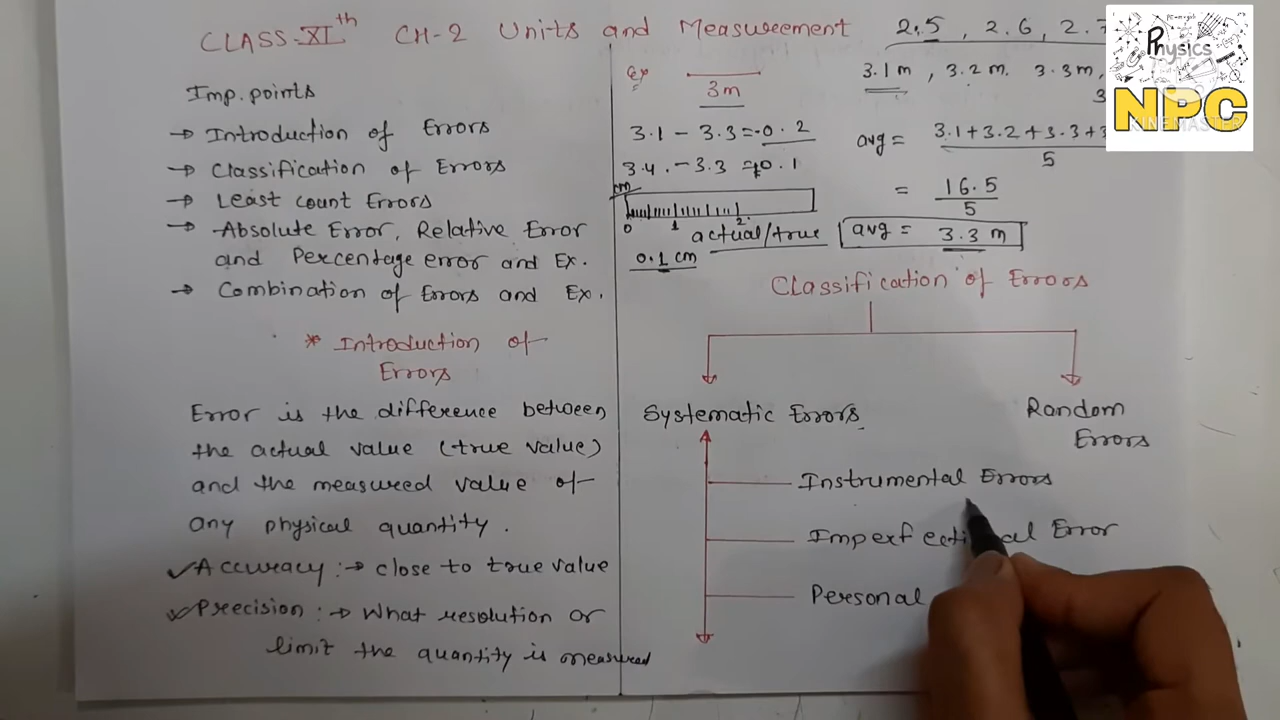 CLASS-XIth CH-2 Units and Measurement
Imp. points
→ Introduction of Errors
→ Classification of Errors
→ Least count Errors
→ Absolute Error, Relative Error
and Percentage error and Ex.
→ Combination of Errors and Ex.
* Introduction of
Errors
Error is the difference between
the actual value (true value)
and the measured value of
any physical quantity.
✓Accuracy :→ close to true value
✓Precision :→ What resolution or
limit the quantity is measured
2.5, 2.6, 2.7
Ex
3m
3.1m, 3.2m. 3.3m,
3
3.1 - 3.3 = -0.2
3.4. - 3.3 = +0.1
avg = 3.1+3.2+3.3+3
5
= 16.5
5
cm
0 1 2
actual/true
avg = 3.3 m
0.1 cm
Classification of Errors
Systematic Errors
Random
Errors
Instrumental Errors
Error
Personal
Physics
NPC
KINEMASTER